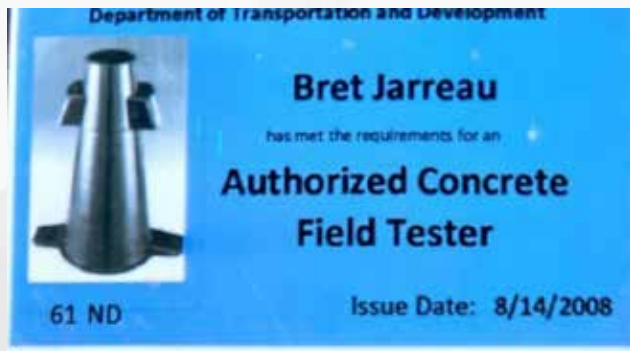 Department of Transportation and Development
Bret Jarreau
has met the requirements for an
Authorized Concrete
Field Tester
61 ND
Issue Date: 8/14/2008